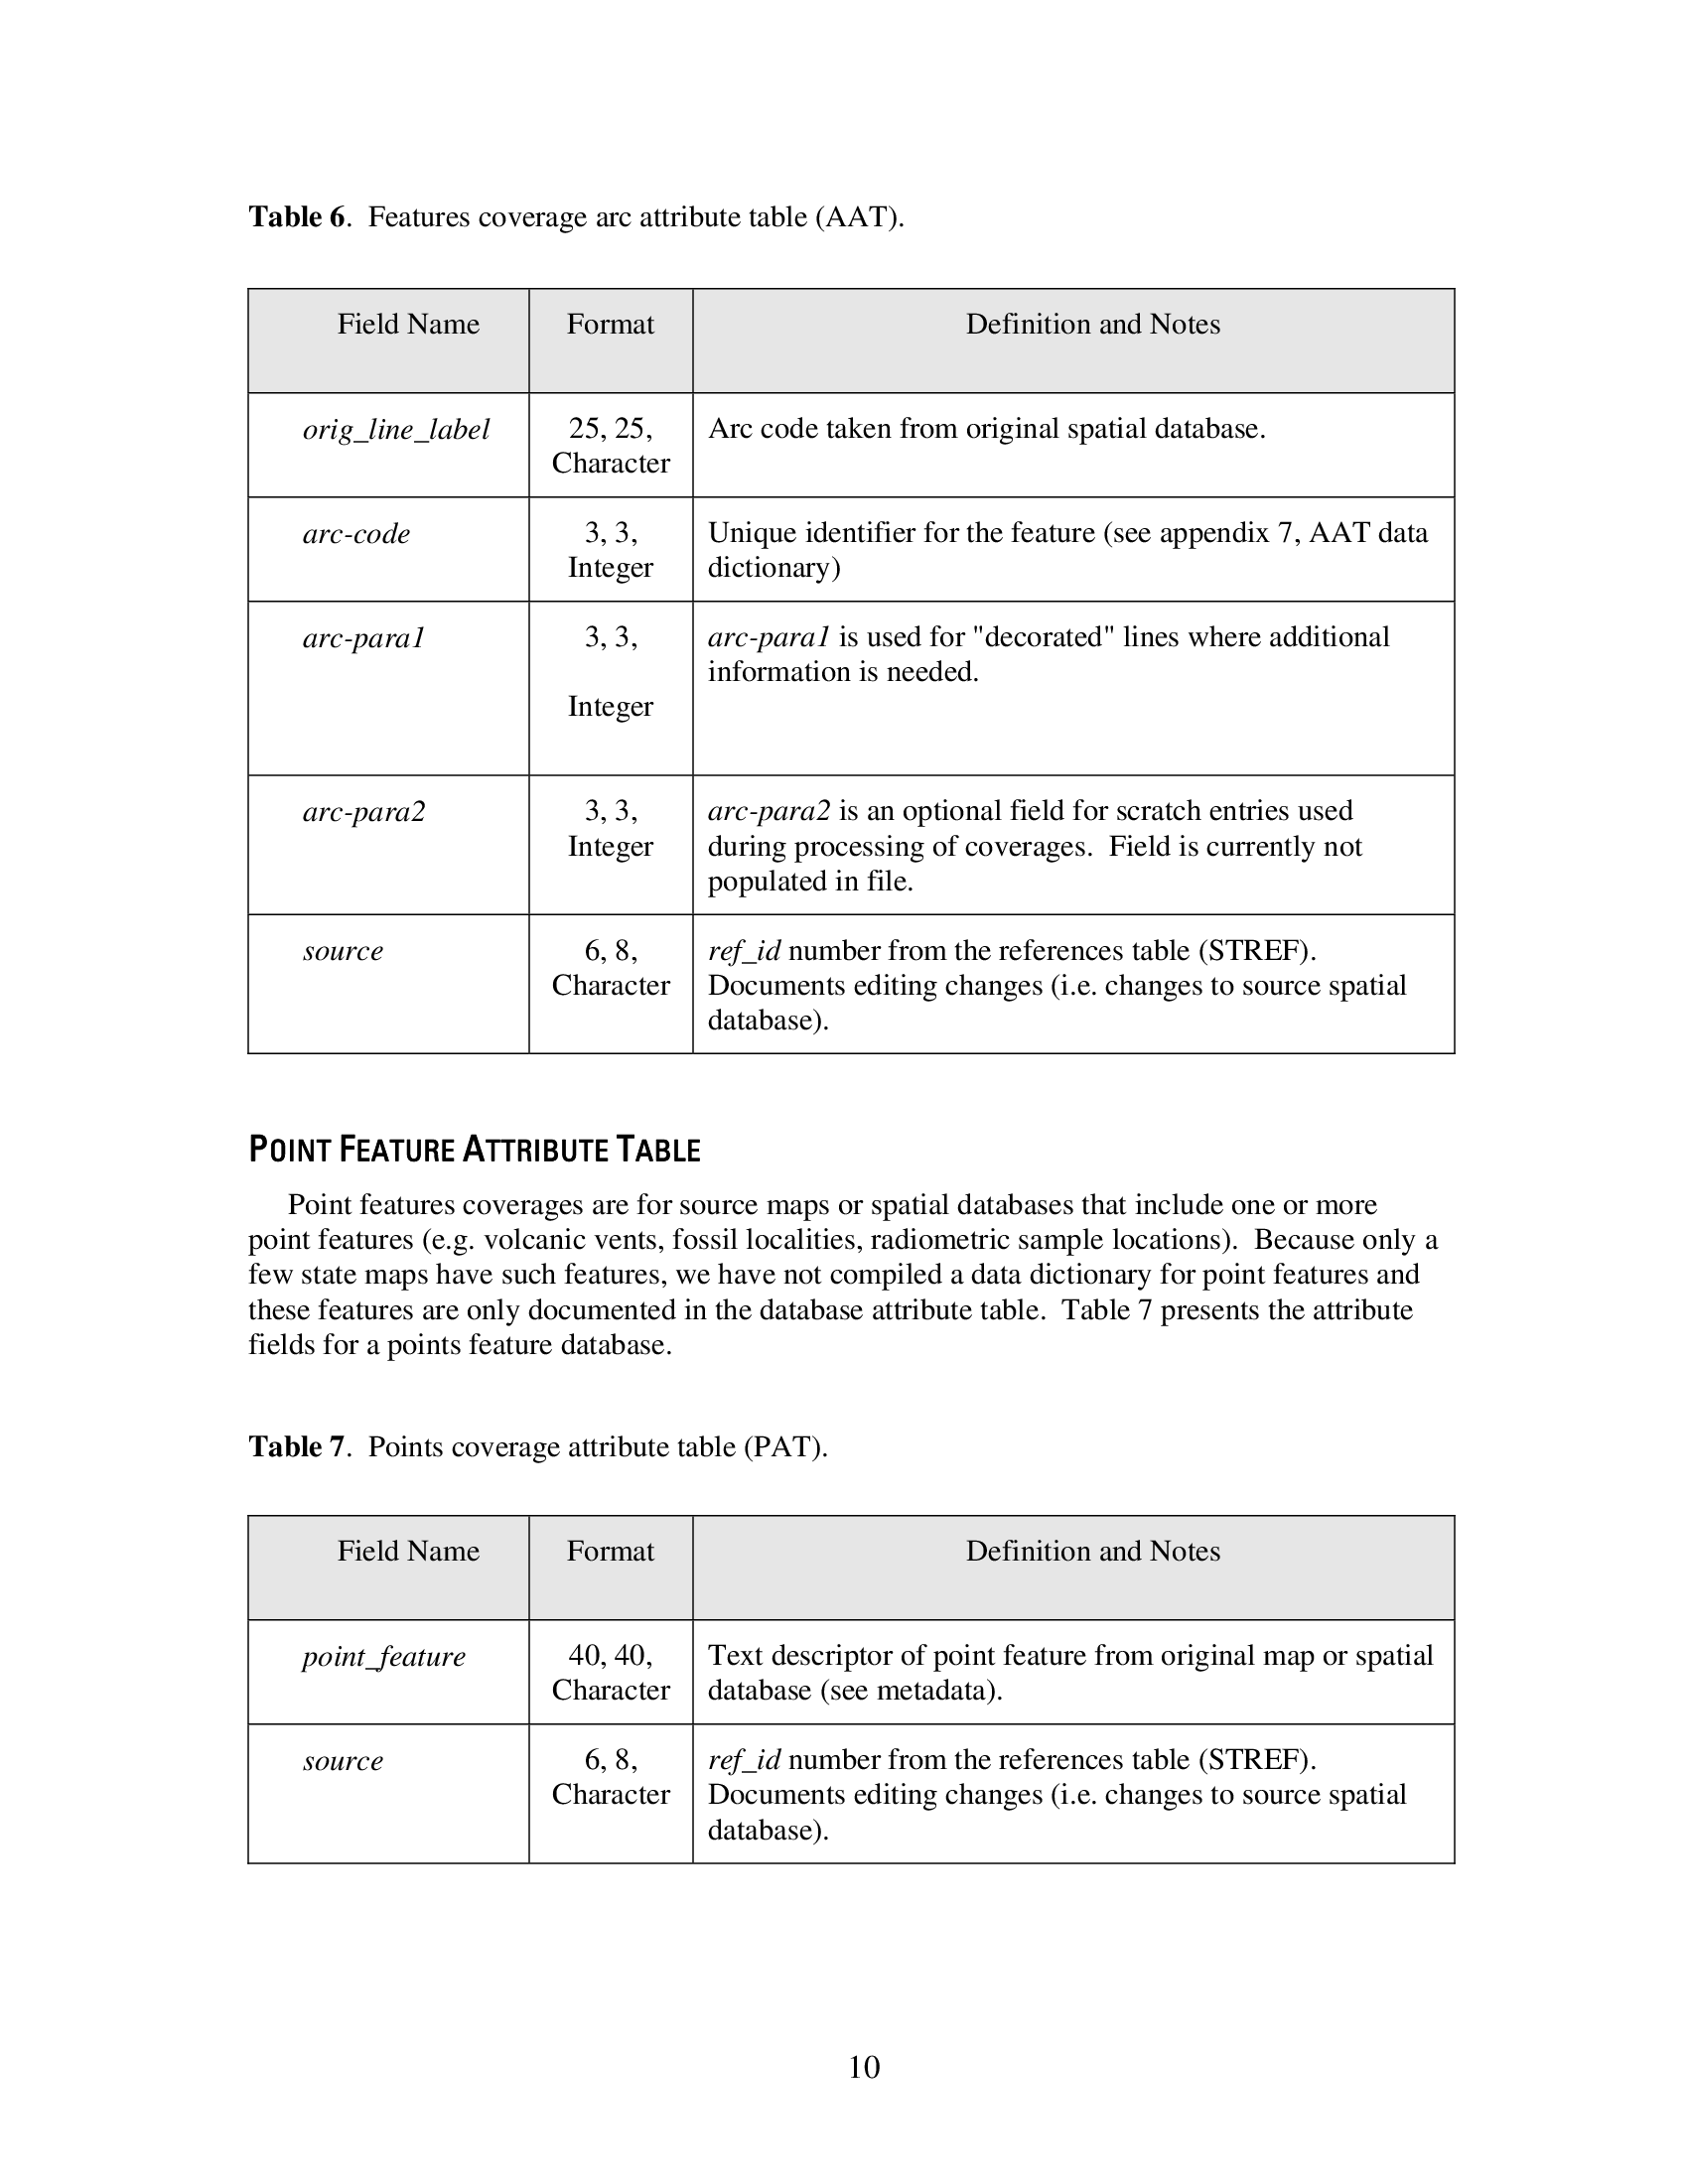 Table 6.  Features coverage arc attribute table (AAT).
Field Name
Format
Definition and Notes
orig_line_label
25, 25,
Character
Arc code taken from original spatial database.
arc-code
3, 3,
Integer
Unique identifier for the feature (see appendix 7, AAT data
dictionary)
arc-para1
3, 3,
Integer
arc-para1 is used for "decorated" lines where additional
information is needed.
arc-para2
3, 3,
Integer
arc-para2 is an optional field for scratch entries used
during processing of coverages.  Field is currently not
populated in file.
source
6, 8,
Character
ref_id number from the references table (STREF).
Documents editing changes (i.e. changes to source spatial
database).
POINT FEATURE ATTRIBUTE TABLE
Point features coverages are for source maps or spatial databases that include one or more
point features (e.g. volcanic vents, fossil localities, radiometric sample locations).  Because only a
few state maps have such features, we have not compiled a data dictionary for point features and
these features are only documented in the database attribute table.  Table 7 presents the attribute
fields for a points feature database.
Table 7.  Points coverage attribute table (PAT).
Field Name
Format
Definition and Notes
point_feature
40, 40,
Character
Text descriptor of point feature from original map or spatial
database (see metadata).
source
6, 8,
Character
ref_id number from the references table (STREF).
Documents editing changes (i.e. changes to source spatial
database).
10